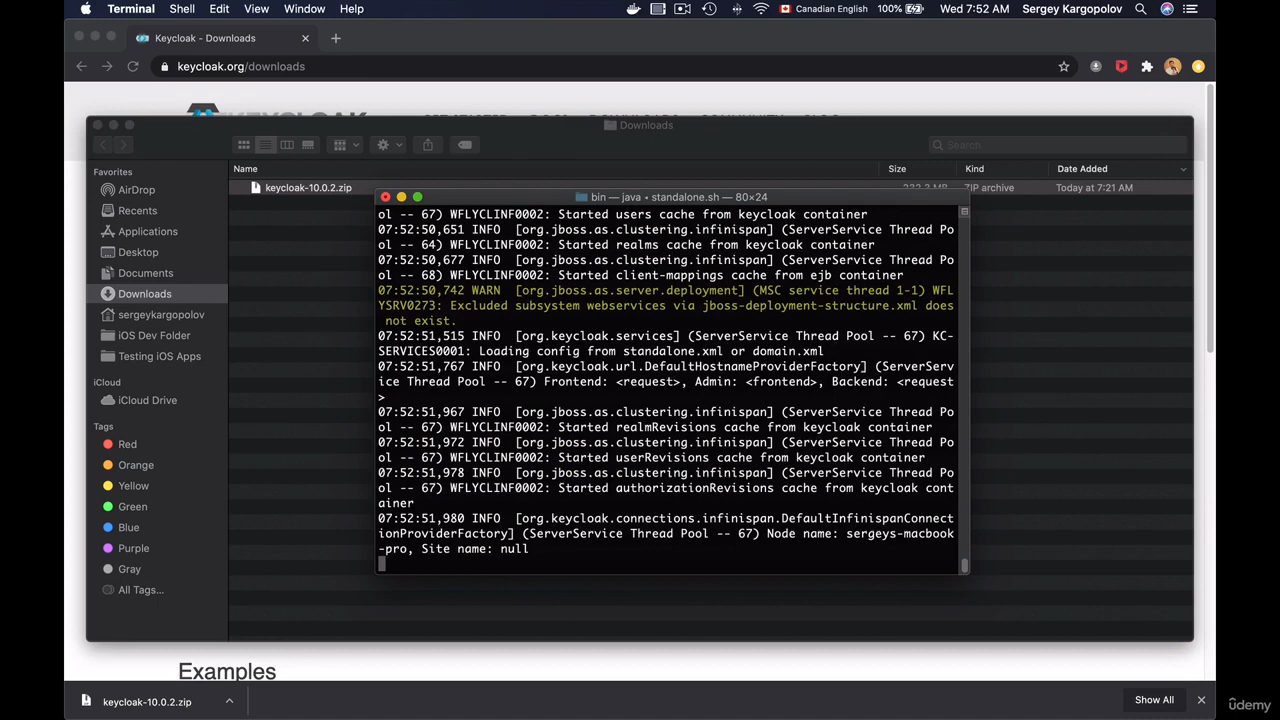 Terminal Shell Edit View Window Help Canadian English 100% Wed 7:52 AM Sergey Kargopolov
Keycloak - Downloads
keycloak.org/downloads
KEYCLOAK
Downloads
Search
Favorites
AirDrop
Recents
Applications
Desktop
Documents
Downloads
sergeykargopolov
iOS Dev Folder
Testing iOS Apps
iCloud
iCloud Drive
Tags
Red
Orange
Yellow
Green
Blue
Purple
Gray
All Tags...
Name Size Kind Date Added
keycloak-10.0.2.zip ZIP archive Today at 7:21 AM
bin — java ◂ standalone.sh — 80×24
ol -- 67) WFLYCLINF0002: Started users cache from keycloak container
07:52:50,651 INFO  [org.jboss.as.clustering.infinispan] (ServerService Thread Po
ol -- 64) WFLYCLINF0002: Started realms cache from keycloak container
07:52:50,677 INFO  [org.jboss.as.clustering.infinispan] (ServerService Thread Po
ol -- 68) WFLYCLINF0002: Started client-mappings cache from ejb container
07:52:50,742 WARN  [org.jboss.as.server.deployment] (MSC service thread 1-1) WFL
YSRV0273: Excluded subsystem webservices via jboss-deployment-structure.xml does
not exist.
07:52:51,515 INFO  [org.keycloak.services] (ServerService Thread Pool -- 67) KC-
SERVICES0001: Loading config from standalone.xml or domain.xml
07:52:51,767 INFO  [org.keycloak.url.DefaultHostnameProviderFactory] (ServerServ
ice Thread Pool -- 67) Frontend: <request>, Admin: <frontend>, Backend: <request
>
07:52:51,967 INFO  [org.jboss.as.clustering.infinispan] (ServerService Thread Po
ol -- 67) WFLYCLINF0002: Started realmRevisions cache from keycloak container
07:52:51,972 INFO  [org.jboss.as.clustering.infinispan] (ServerService Thread Po
ol -- 67) WFLYCLINF0002: Started userRevisions cache from keycloak container
07:52:51,978 INFO  [org.jboss.as.clustering.infinispan] (ServerService Thread Po
ol -- 67) WFLYCLINF0002: Started authorizationRevisions cache from keycloak cont
ainer
07:52:51,980 INFO  [org.keycloak.connections.infinispan.DefaultInfinispanConnect
ionProviderFactory] (ServerService Thread Pool -- 67) Node name: sergeys-macbook
-pro, Site name: null
Examples
keycloak-10.0.2.zip
Show All
ûdemy